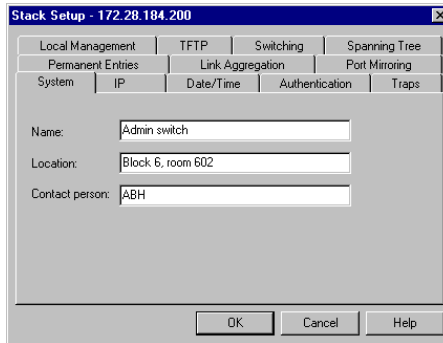 Stack Setup - 172.28.184.200
Local Management TFTP Switching Spanning Tree
Permanent Entries Link Aggregation Port Mirroring
System IP Date/Time Authentication Traps
Name: Admin switch
Location: Block 6, room 602
Contact person: ABH
OK Cancel Help